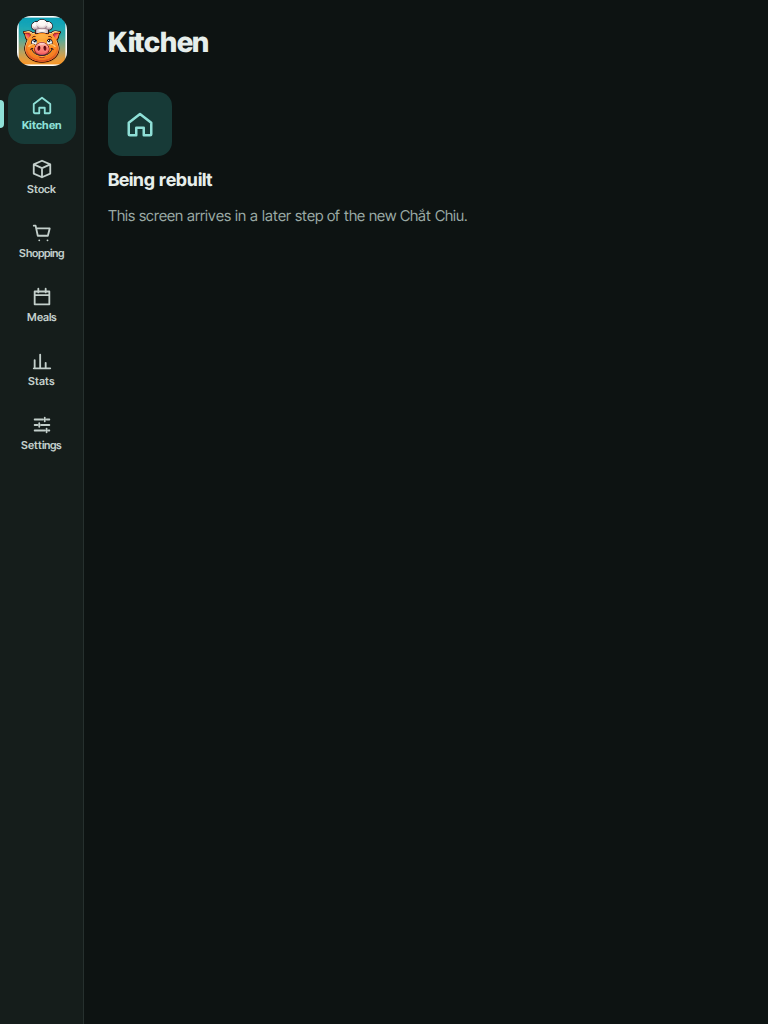 Kitchen
Kitchen
Stock
Shopping
Meals
Stats
Settings
Being rebuilt
This screen arrives in a later step of the new Chắt Chiu.